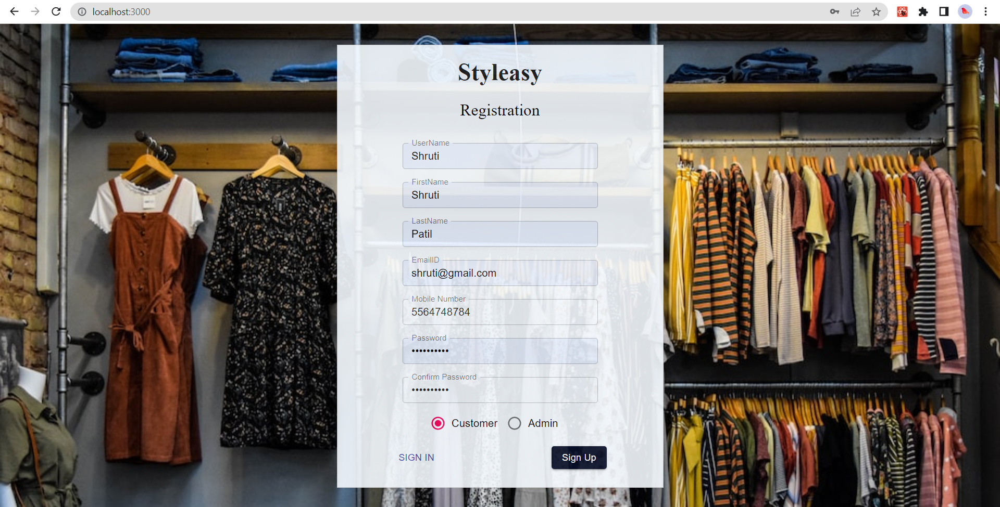 localhost:3000
Styleasy
Registration
UserName
Shruti
FirstName
Shruti
LastName
Patil
EmailID
shruti@gmail.com
Mobile Number
5564748784
Password
••••••••••
Confirm Password
••••••••••
Customer Admin
SIGN IN Sign Up